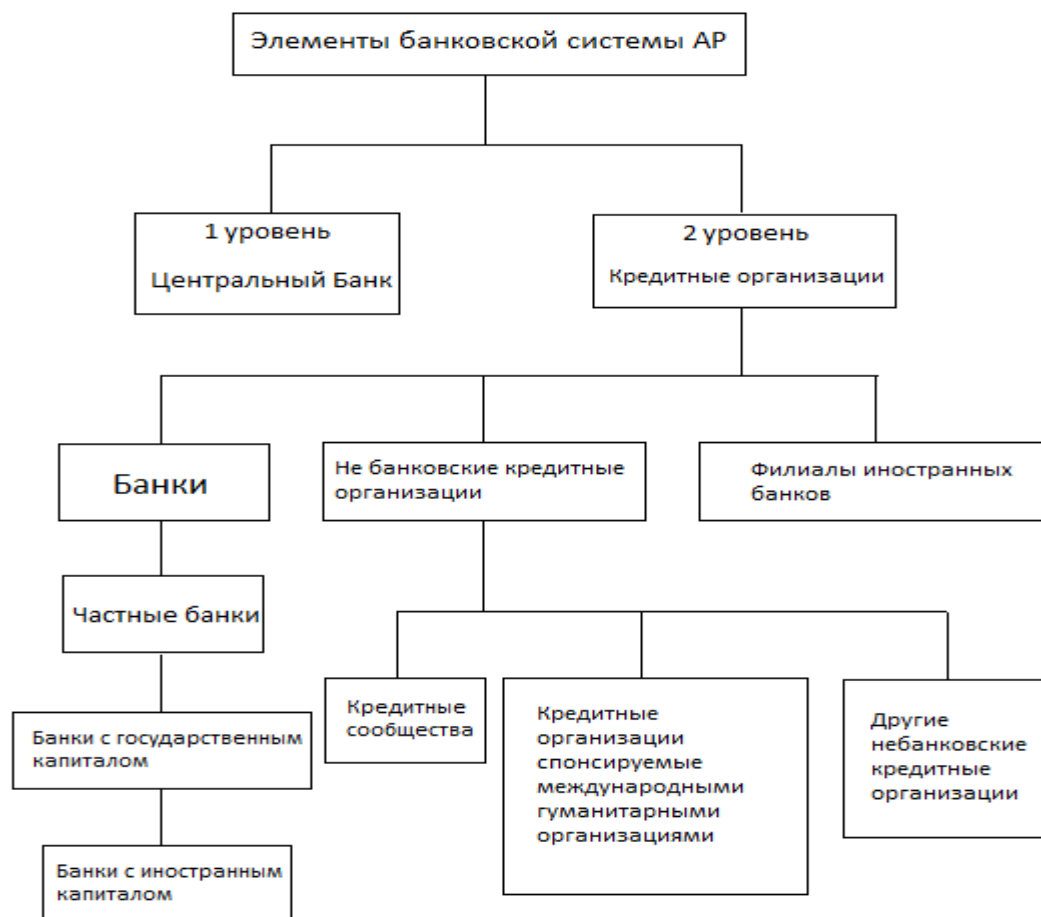 Элементы банковской системы АР
1 уровень
Центральный Банк
2 уровень
Кредитные организации
Банки
Не банковские кредитные
организации
Филиалы иностранных
банков
Частные банки
Банки с государственным
капиталом
Банки с иностранным
капиталом
Кредитные
сообщества
Кредитные
организации
спонсируемые
международными
гуманитарными
организациями
Другие
небанковские
кредитные
организации